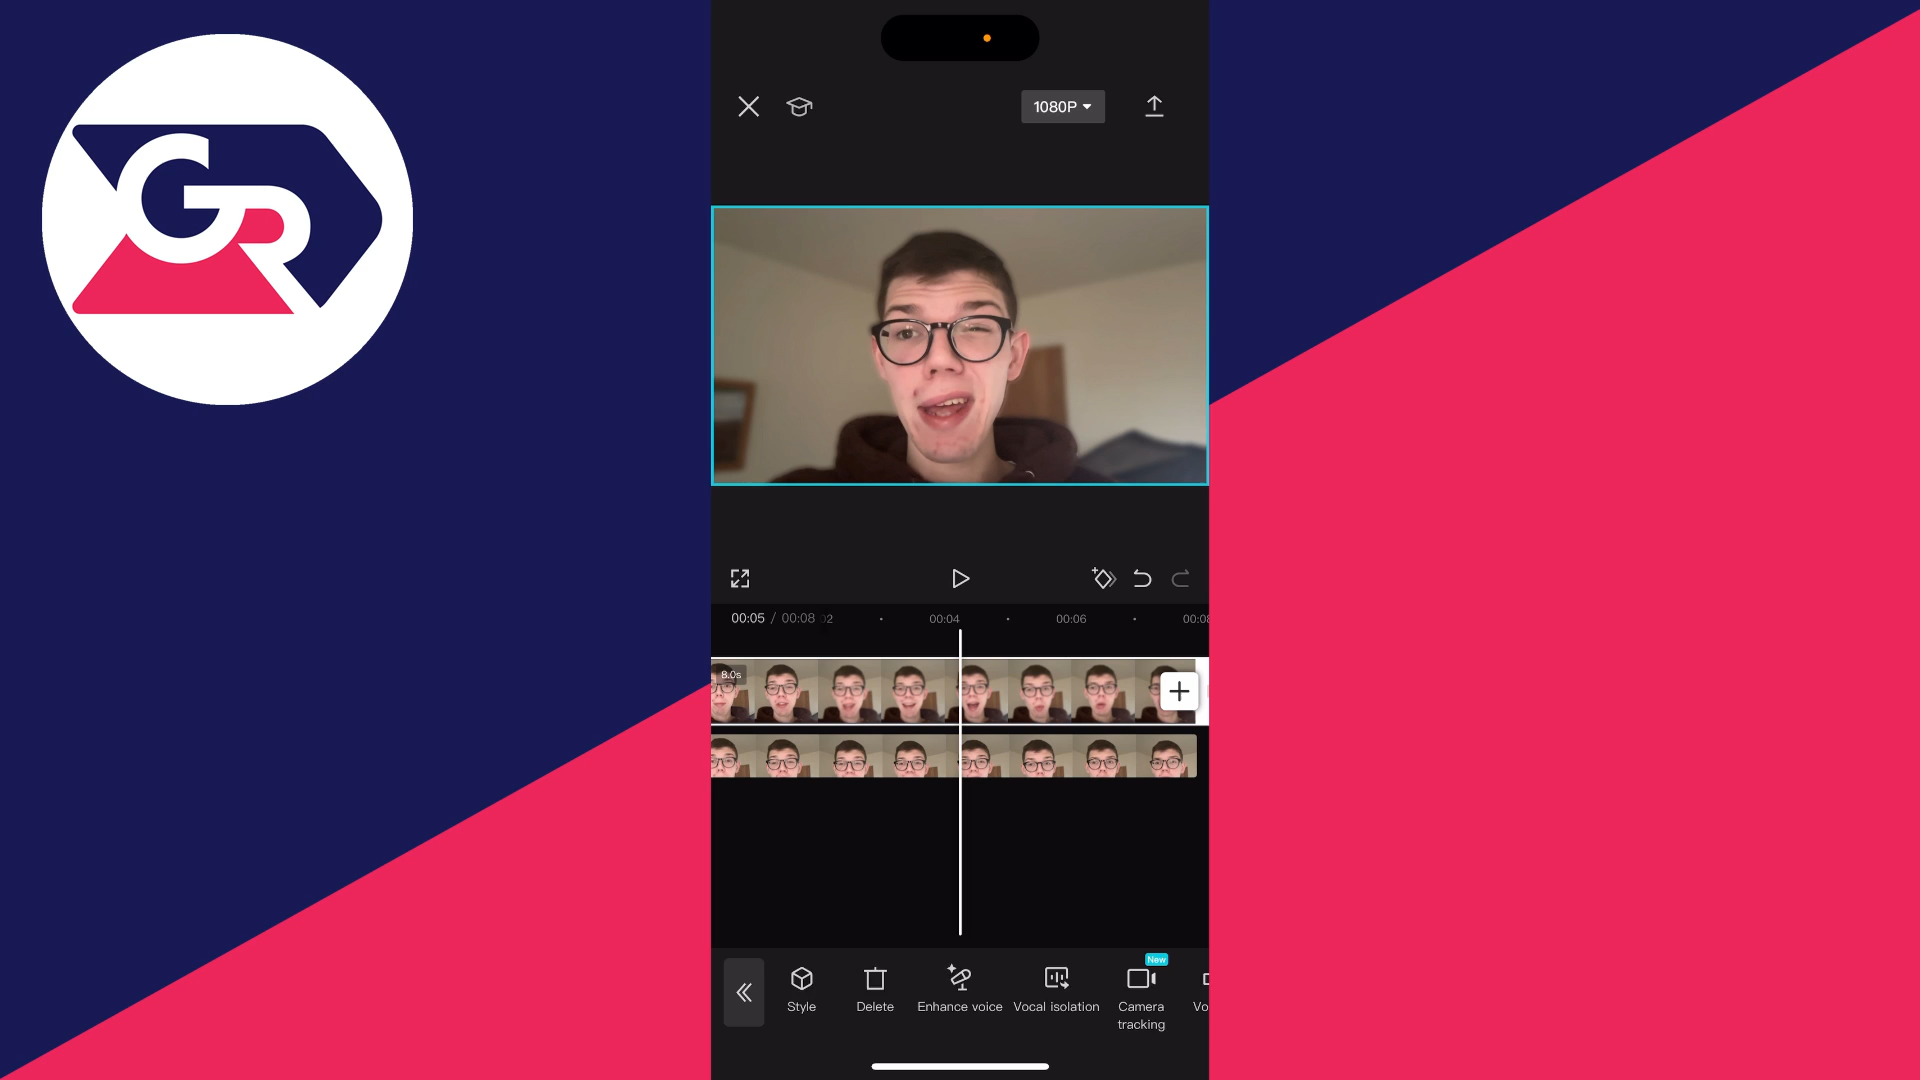 GR
1080P
00:05 / 00:08
00:04
00:06
8.0s
New
Style
Delete
Enhance voice
Vocal isolation
Camera
tracking